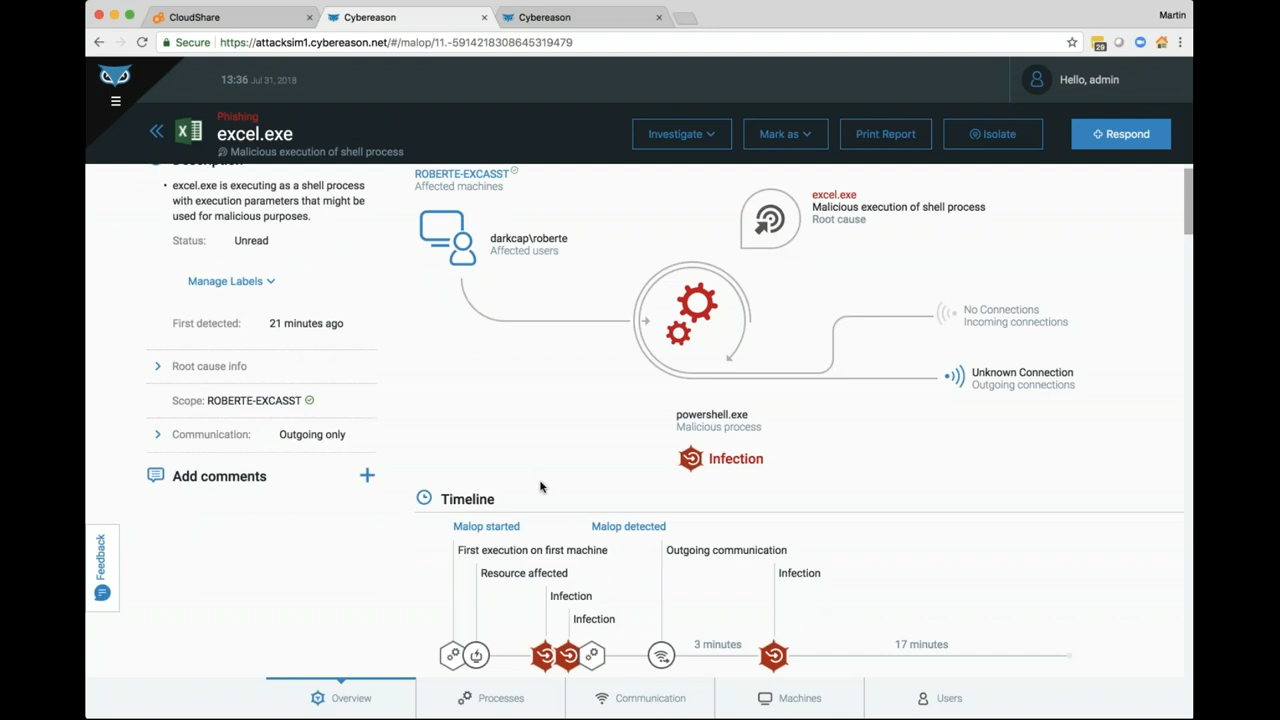 CloudShare
Cybereason
Cybereason
Martin
Secure
https://attacksim1.cybereason.net/#/malop/11.-5914218308645319479
29
13:36 Jul 31, 2018
Hello, admin
Phishing
excel.exe
Malicious execution of shell process
Investigate
Mark as
Print Report
Isolate
Respond
Description
• excel.exe is executing as a shell process
with execution parameters that might be
used for malicious purposes.
Status: Unread
Manage Labels
First detected: 21 minutes ago
Root cause info
Scope: ROBERTE-EXCASST
Communication: Outgoing only
Add comments
ROBERTE-EXCASST
Affected machines
darkcap\roberte
Affected users
excel.exe
Malicious execution of shell process
Root cause
No Connections
Incoming connections
Unknown Connection
Outgoing connections
powershell.exe
Malicious process
Infection
Timeline
Malop started
Malop detected
First execution on first machine
Outgoing communication
Resource affected
Infection
Infection
Infection
3 minutes
17 minutes
Feedback
Overview
Processes
Communication
Machines
Users